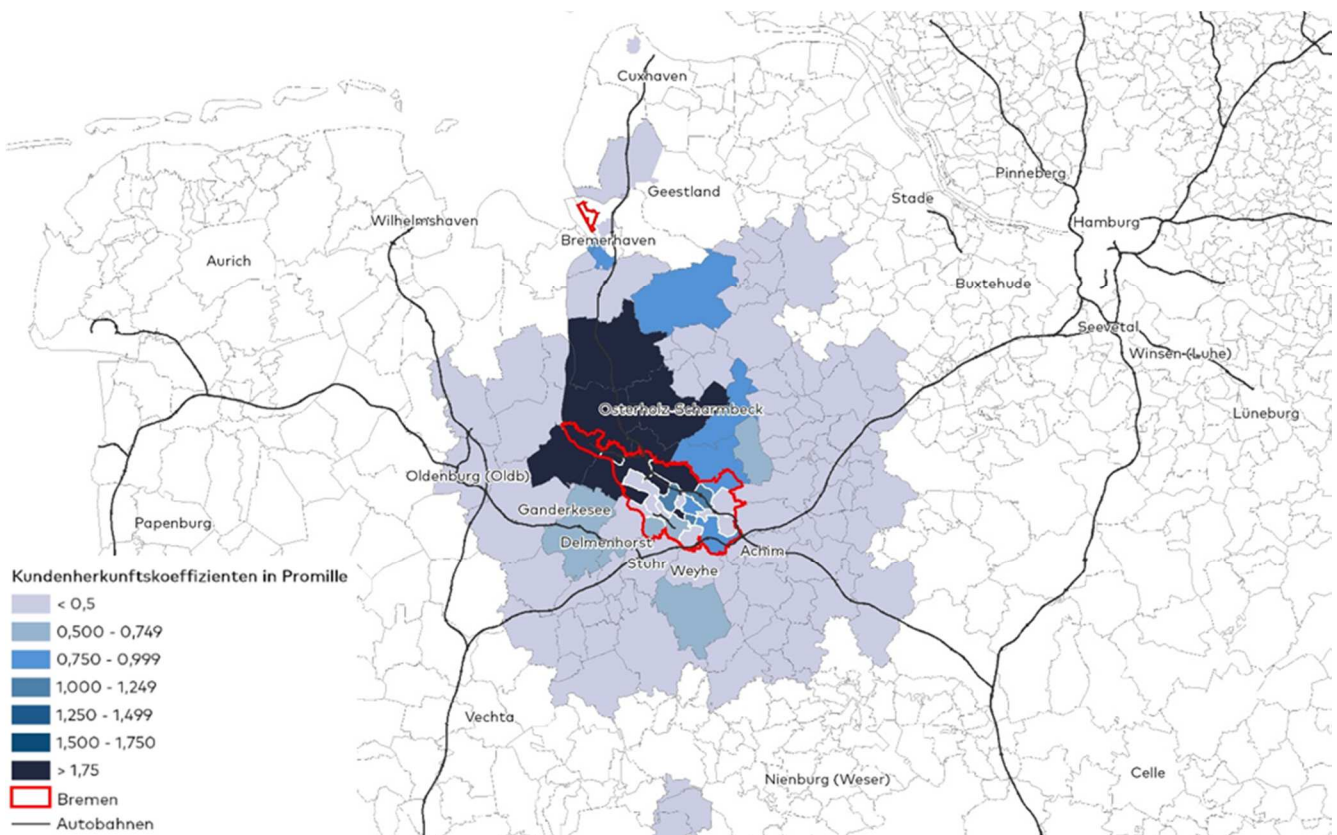 Cuxhaven
Pinneberg
Geestland
Stade
Wilhelmshaven
Hamburg
Bremerhaven
Aurich
Buxtehude
Seevetal
Winsen (Luhe)
Osterholz-Scharmbeck
Lüneburg
Oldenburg (Oldb)
Ganderkesee
Papenburg
Delmenhorst
Achim
Stuhr
Weyhe
Vechta
Celle
Nienburg (Weser)
Kundenherkunftskoeffizienten in Promille
< 0,5
0,500 - 0,749
0,750 - 0,999
1,000 - 1,249
1,250 - 1,499
1,500 - 1,750
> 1,75
Bremen
Autobahnen